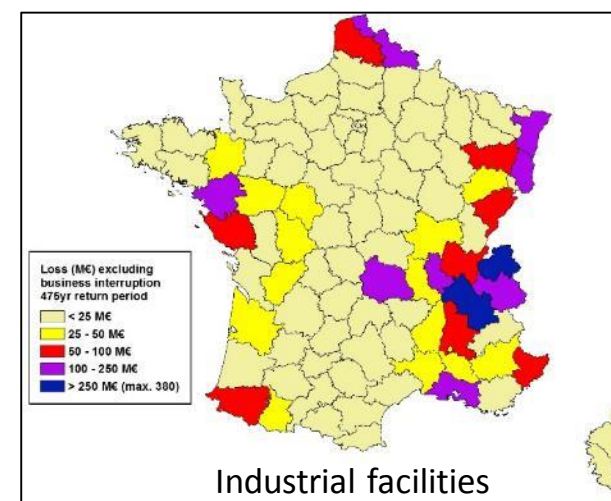 Loss (M€) excluding
business interruption
475yr return period
< 25 M€
25 - 50 M€
50 - 100 M€
100 - 250 M€
> 250 M€ (max. 380)
Industrial facilities